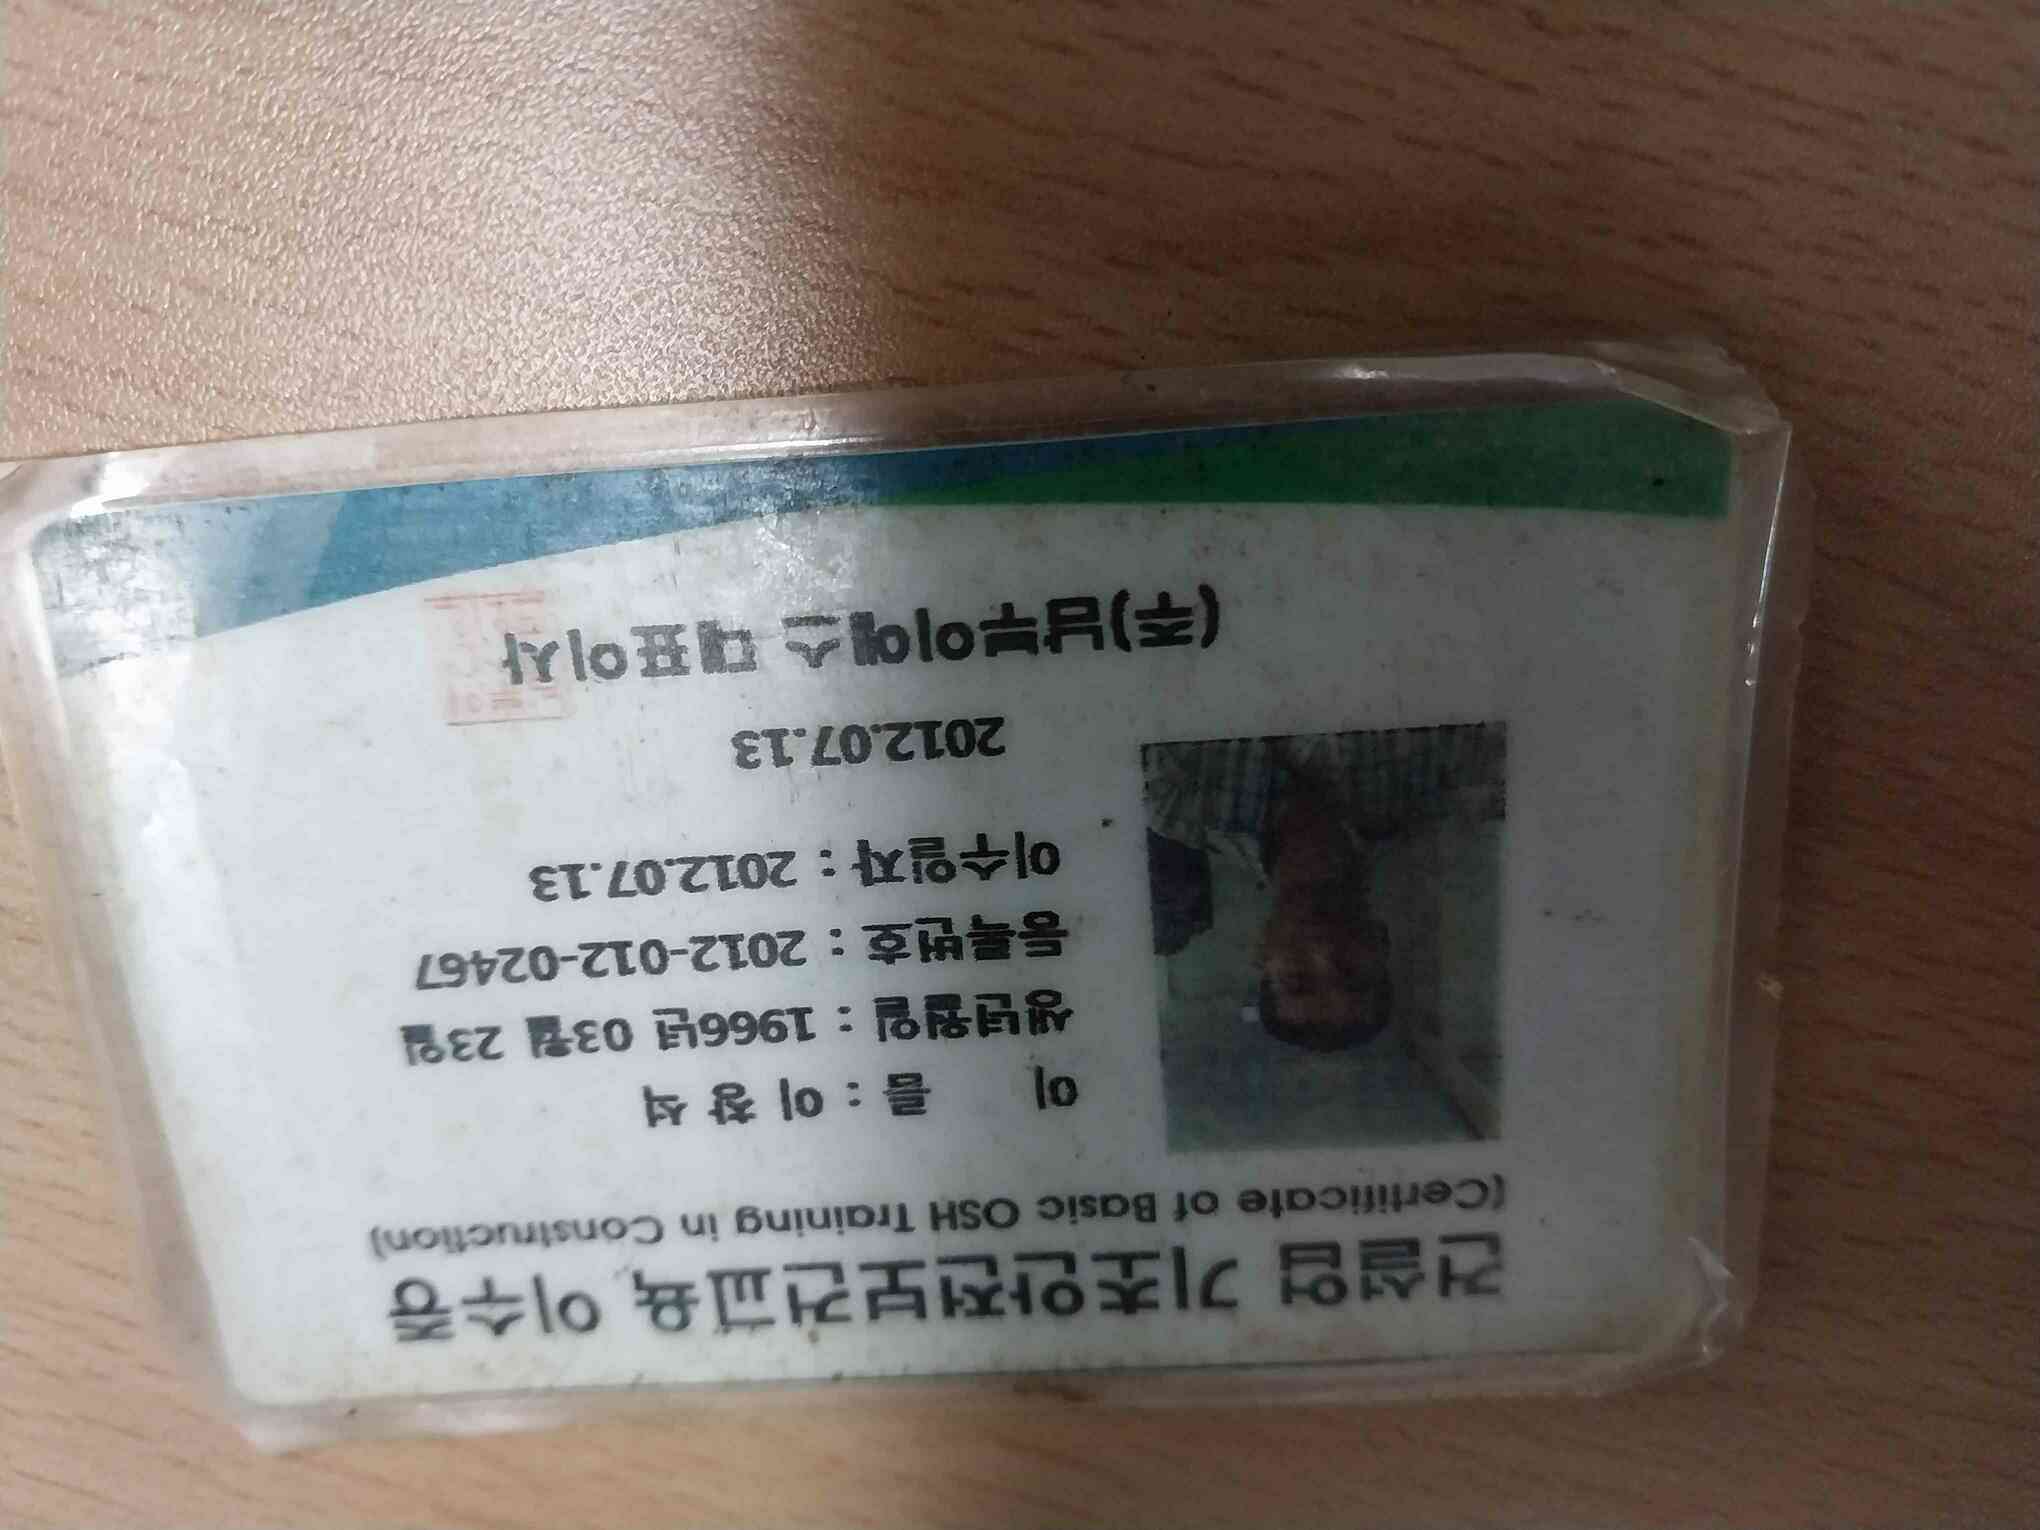 건설업 기초안전보건교육 이수증
(Certificate of Basic OSH Training in Construction)
이 름 : 이 창 석
생년월일 : 1966년 03월 23일
등록번호 : 2012-012-02467
이수일자 : 2012.07.13
2012.07.13
(주)넘버이에스 대표이사